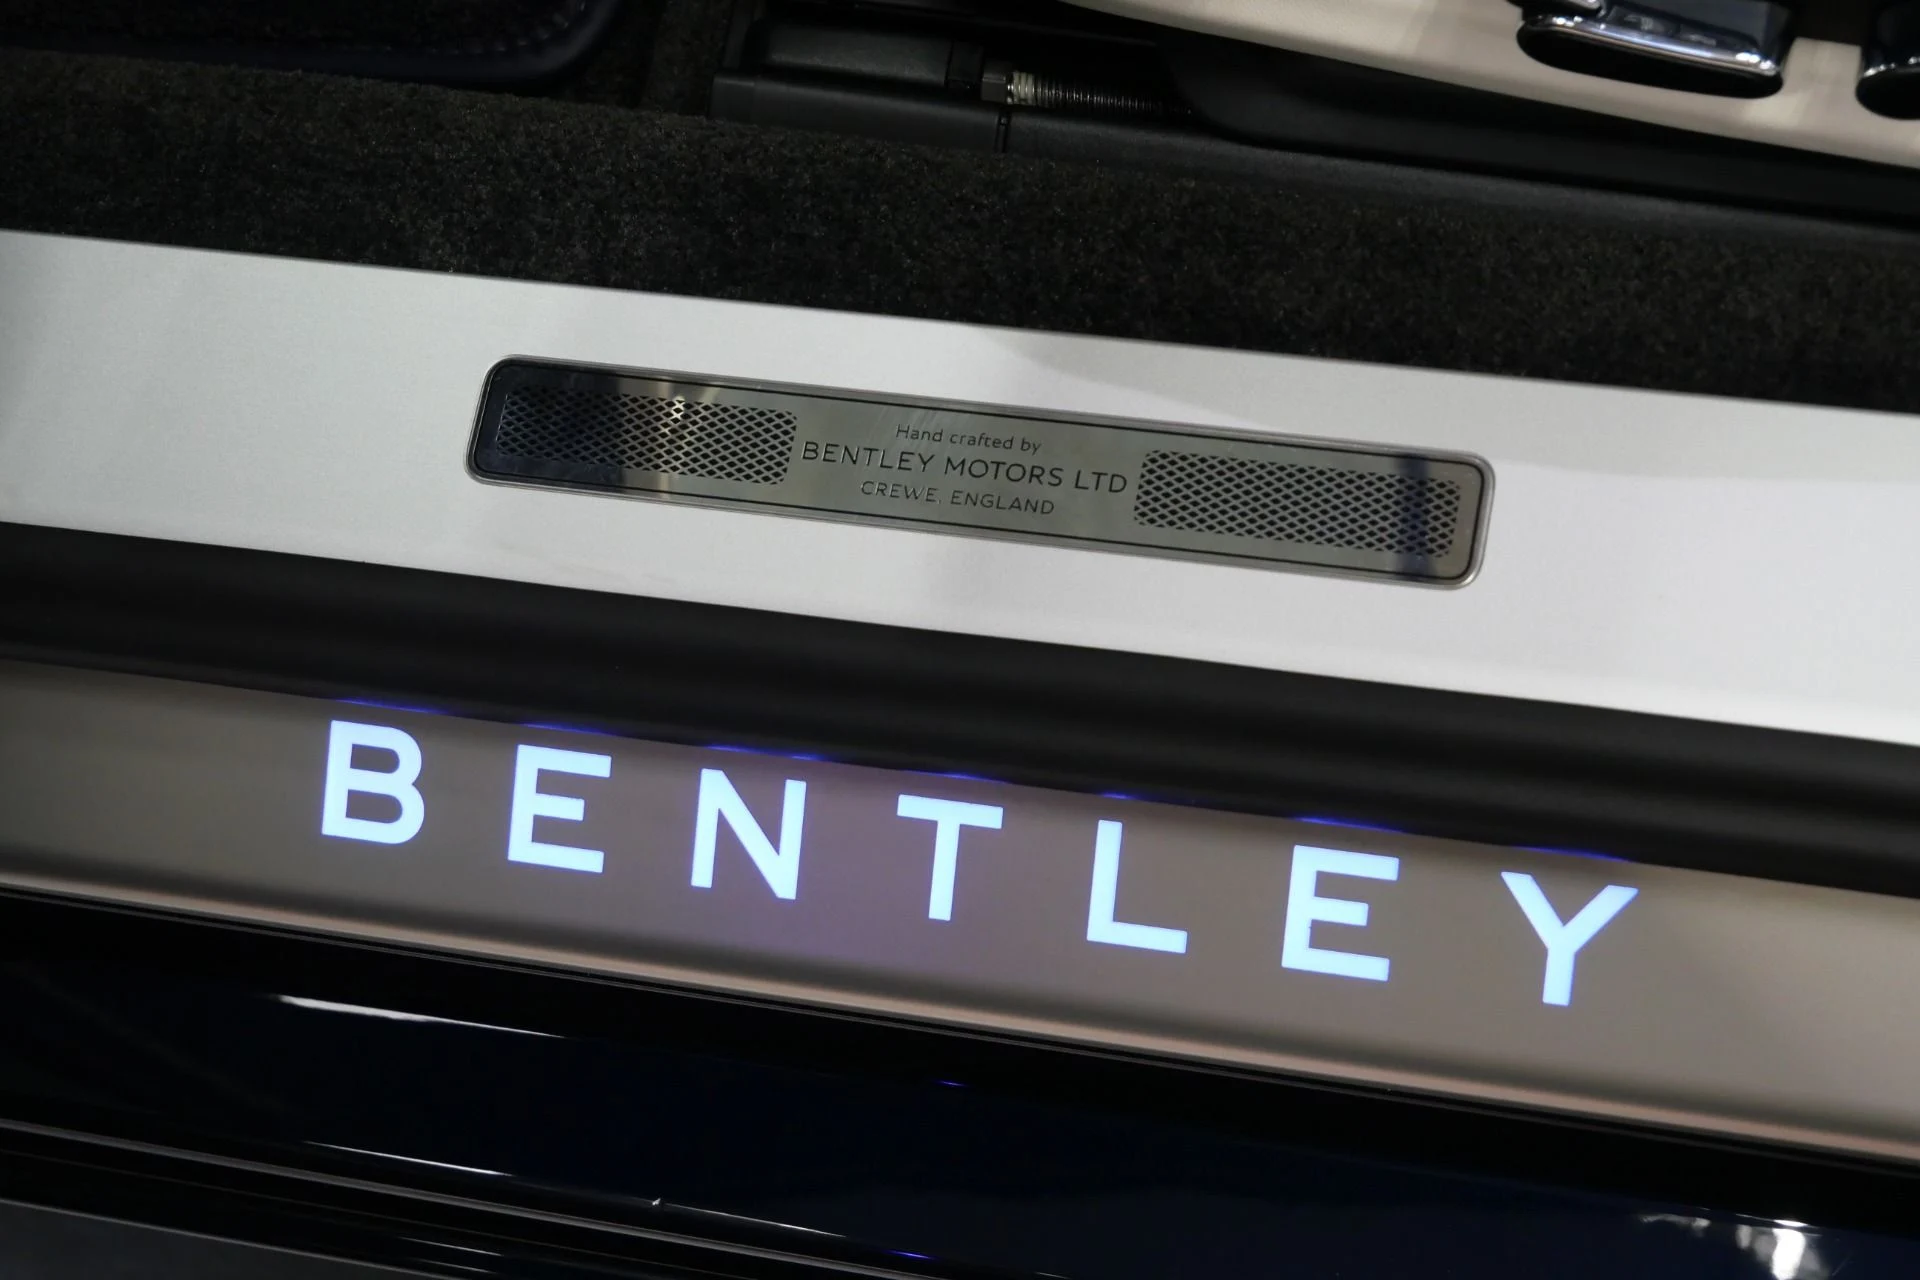 Hand crafted by
BENTLEY MOTORS LTD
CREWE, ENGLAND
BENTLEY